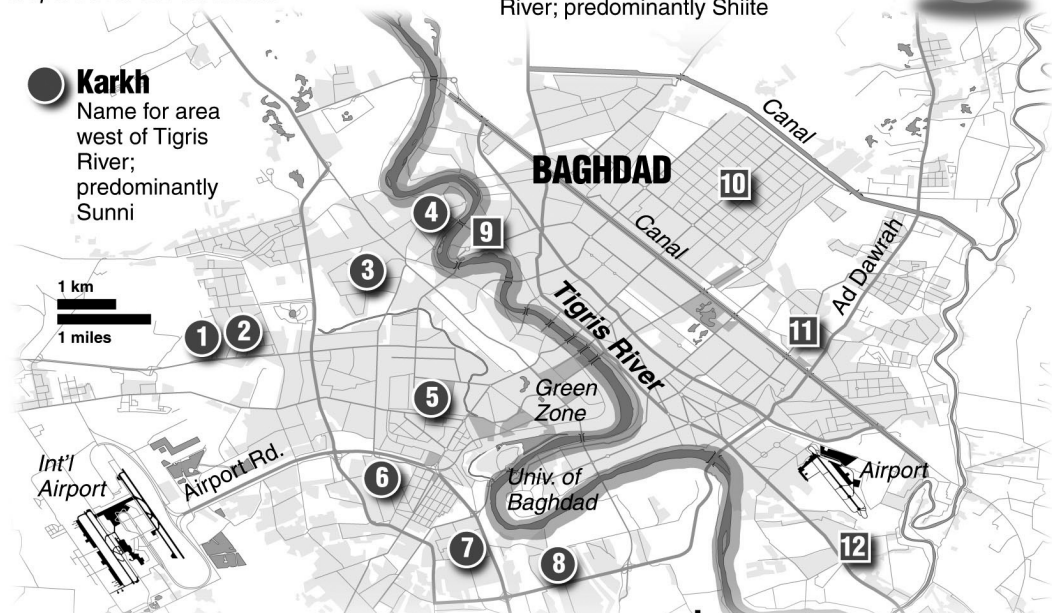 River; predominantly Shiite
Karkh
Name for area
west of Tigris
River;
predominantly
Sunni
Canal
BAGHDAD
10
4
9
Canal
3
Ad Dawrah
1 km
1 miles
Tigris River
1
2
11
Green
Zone
5
Int'l
Airport
Airport Rd.
6
Univ. of
Baghdad
Airport
7
8
12